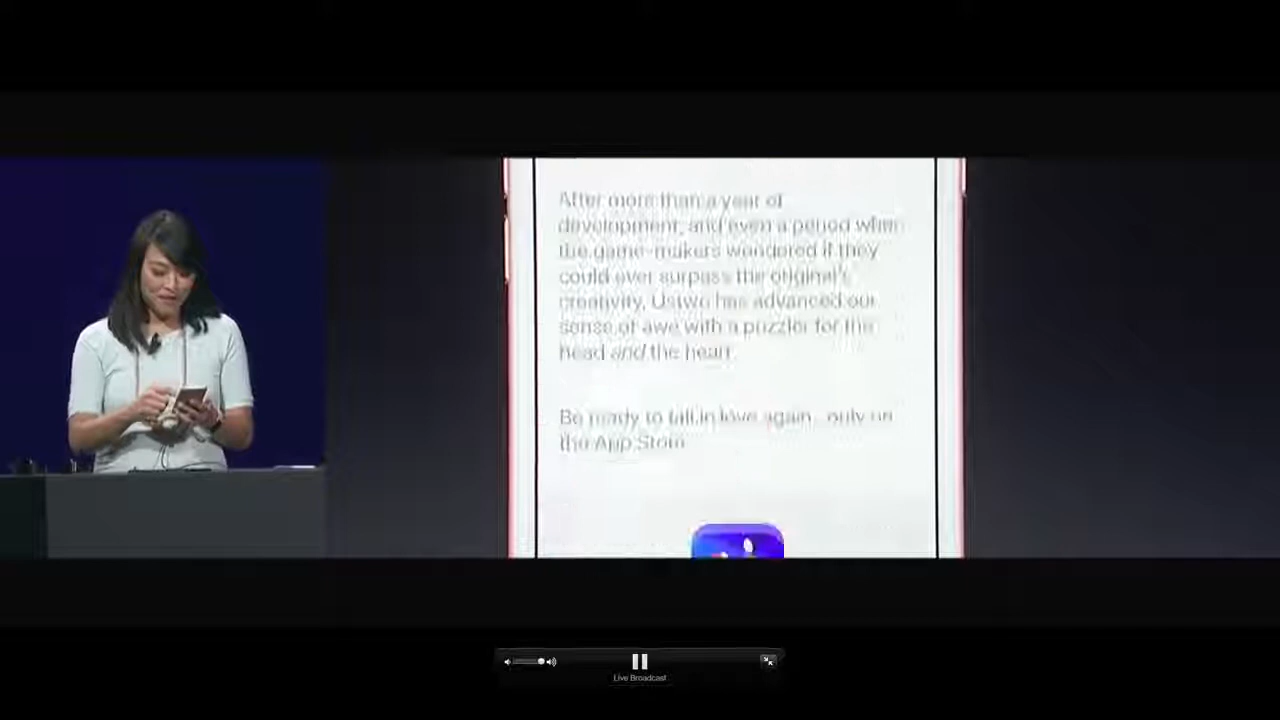 After more than a year of
development, and even a period when
the game-makers wondered if they
could ever surpass the original's
creativity, Ustwo has advanced our
sense of awe with a puzzler for the
head and the heart.
Be ready to fall in love again, only on
the App Store
Live Broadcast